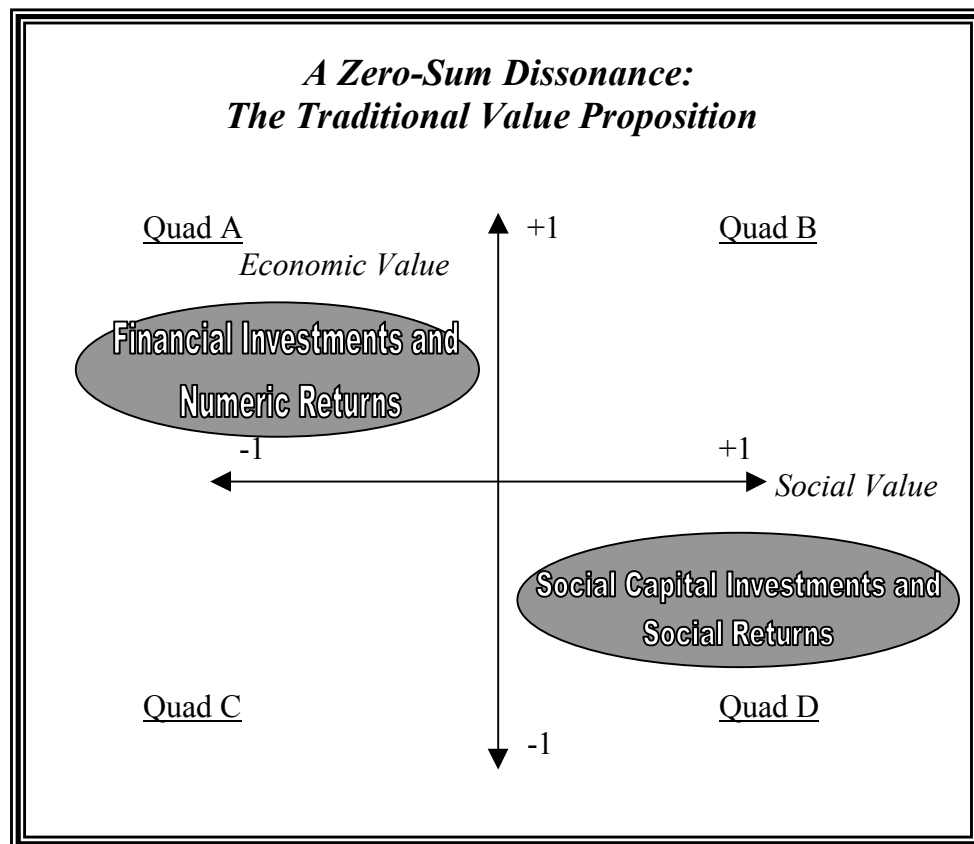 A Zero-Sum Dissonance:
The Traditional Value Proposition
Quad A
+1
Quad B
Economic Value
Financial Investments and
Numeric Returns
-1
+1
Social Value
Social Capital Investments and
Social Returns
Quad C
Quad D
-1